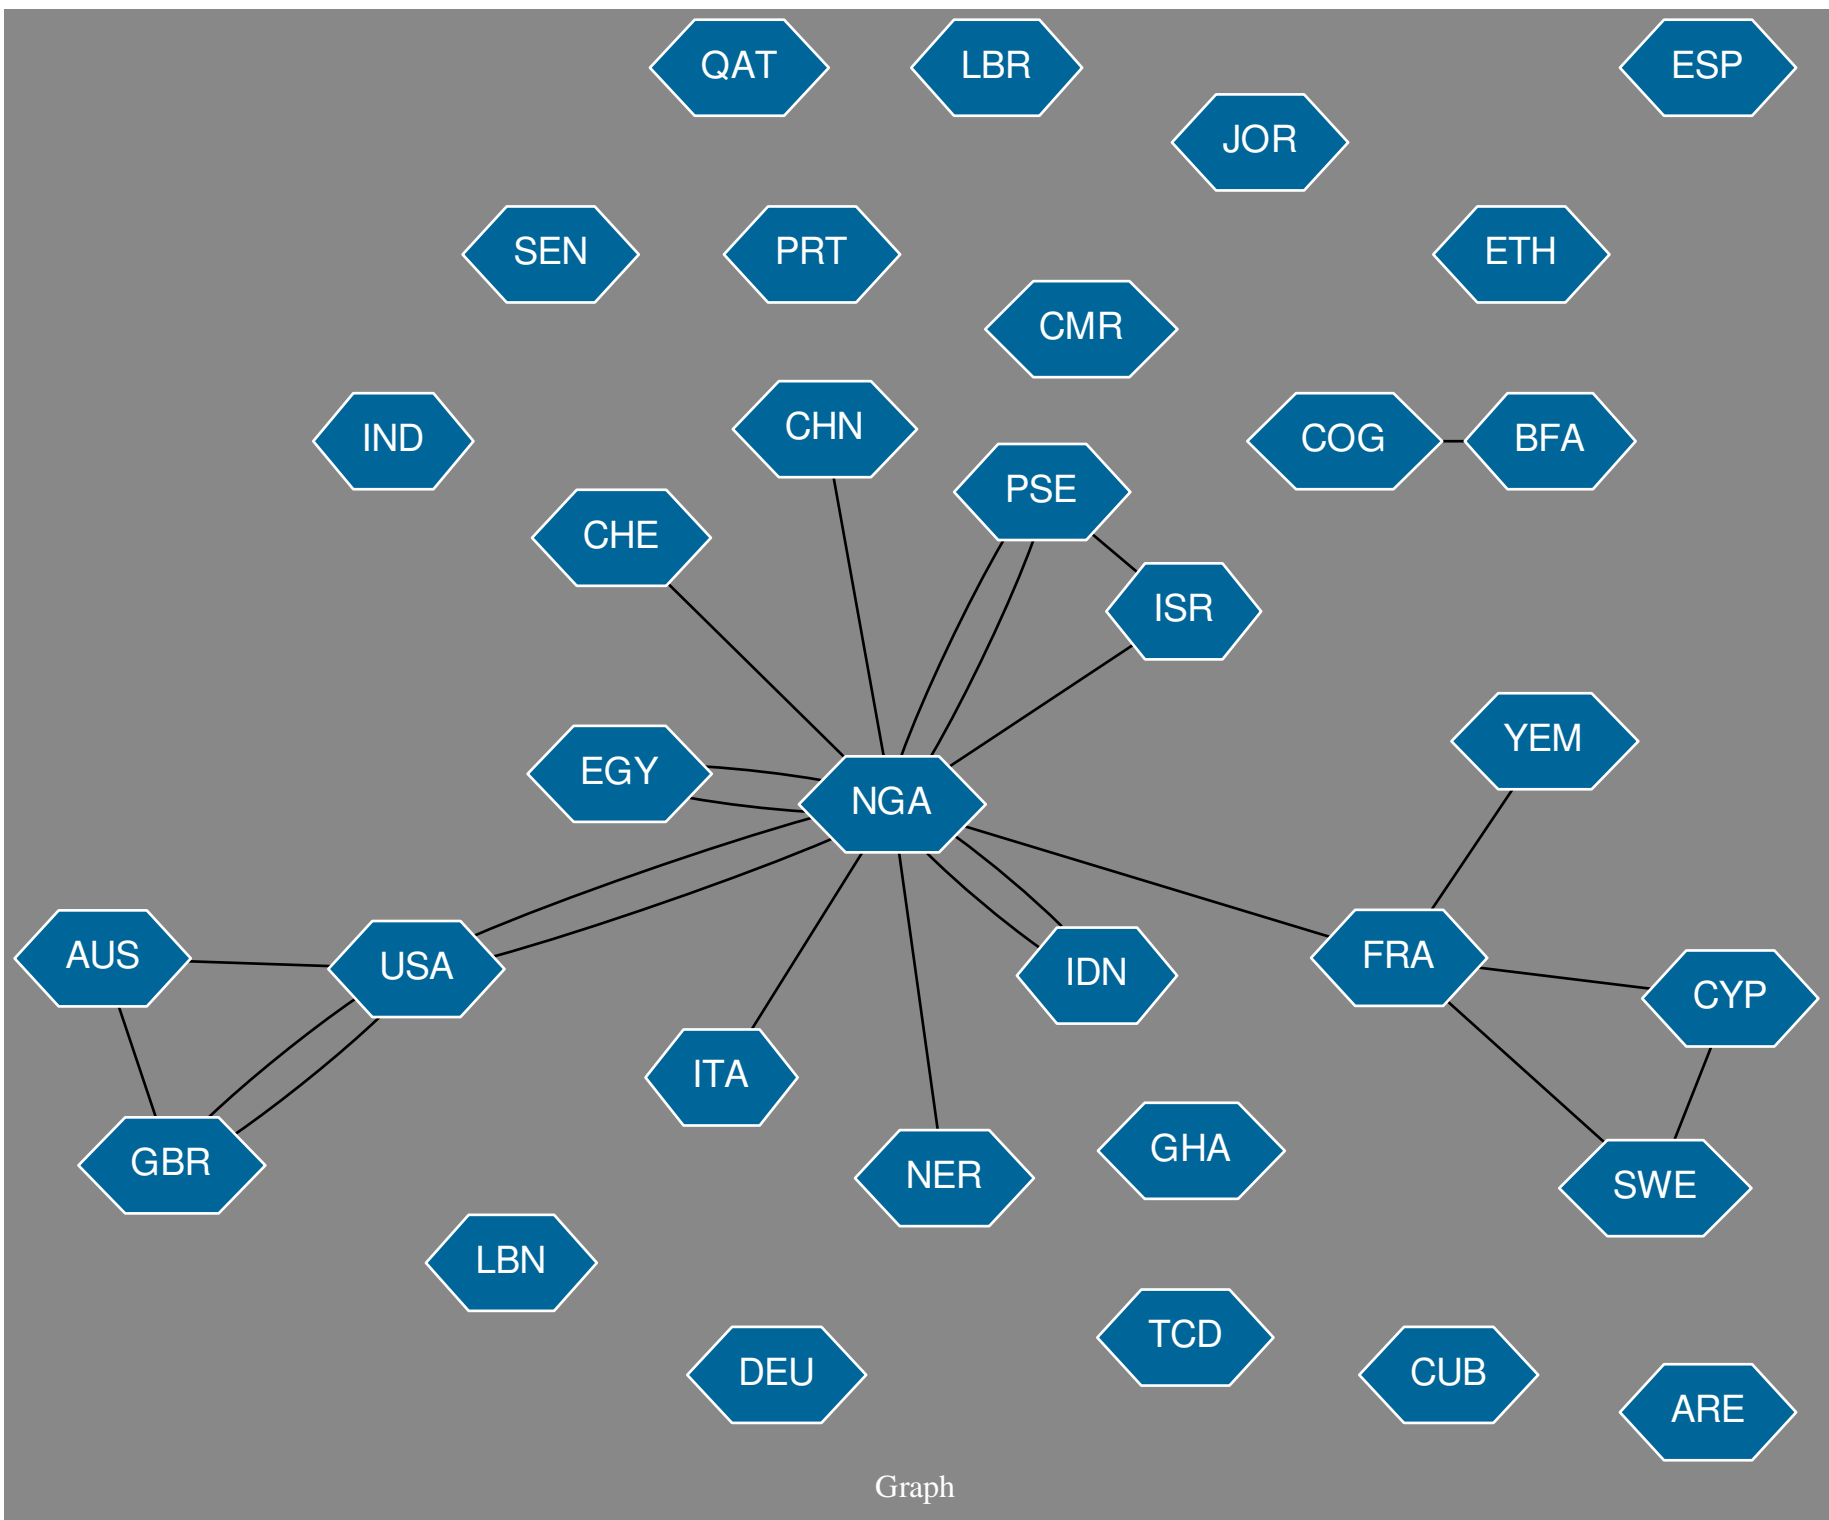 QAT
LBR
ESP
JOR
SEN
PRT
ETH
CMR
IND
CHN
COG
BFA
PSE
CHE
ISR
YEM
EGY
NGA
AUS
USA
IDN
FRA
CYP
ITA
GBR
NER
GHA
SWE
LBN
DEU
TCD
CUB
ARE
Graph